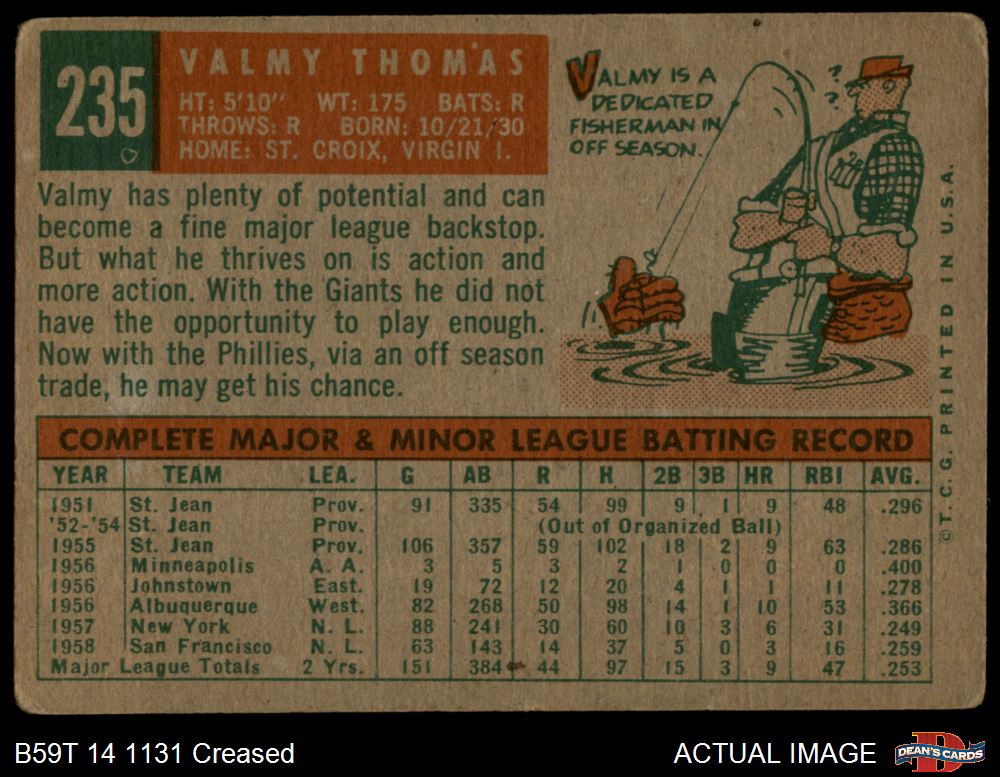 235
VALMY THOMAS
HT: 5'10" WT: 175 BATS: R
THROWS: R BORN: 10/21/30
HOME: ST. CROIX, VIRGIN I.
Valmy has plenty of potential and can
become a fine major league backstop.
But what he thrives on is action and
more action. With the Giants he did not
have the opportunity to play enough.
Now with the Phillies, via an off season
trade, he may get his chance.
VALMY IS A
DEDICATED
FISHERMAN IN
OFF SEASON.
?
?
28
COMPLETE MAJOR & MINOR LEAGUE BATTING RECORD
YEAR TEAM LEA. G AB R H 2B 3B HR RBI AVG.
1951 St. Jean Prov. 91 335 54 99 9 1 9 48 .296
'52-'54 St. Jean Prov. (Out of Organized Ball)
1955 St. Jean Prov. 106 357 59 102 18 2 9 63 .286
1956 Minneapolis A. A. 3 5 3 2 1 0 0 0 .400
1956 Johnstown East. 19 72 12 20 4 1 1 11 .278
1956 Albuquerque West. 82 268 50 98 14 1 10 53 .366
1957 New York N. L. 88 241 30 60 10 3 6 31 .249
1958 San Francisco N. L. 63 143 14 37 5 0 3 16 .259
Major League Totals 2 Yrs. 151 384 44 97 15 3 9 47 .253
©T. C. G. PRINTED IN U.S.A.
B59T 14 1131 Creased
ACTUAL IMAGE
DEAN'S CARDS